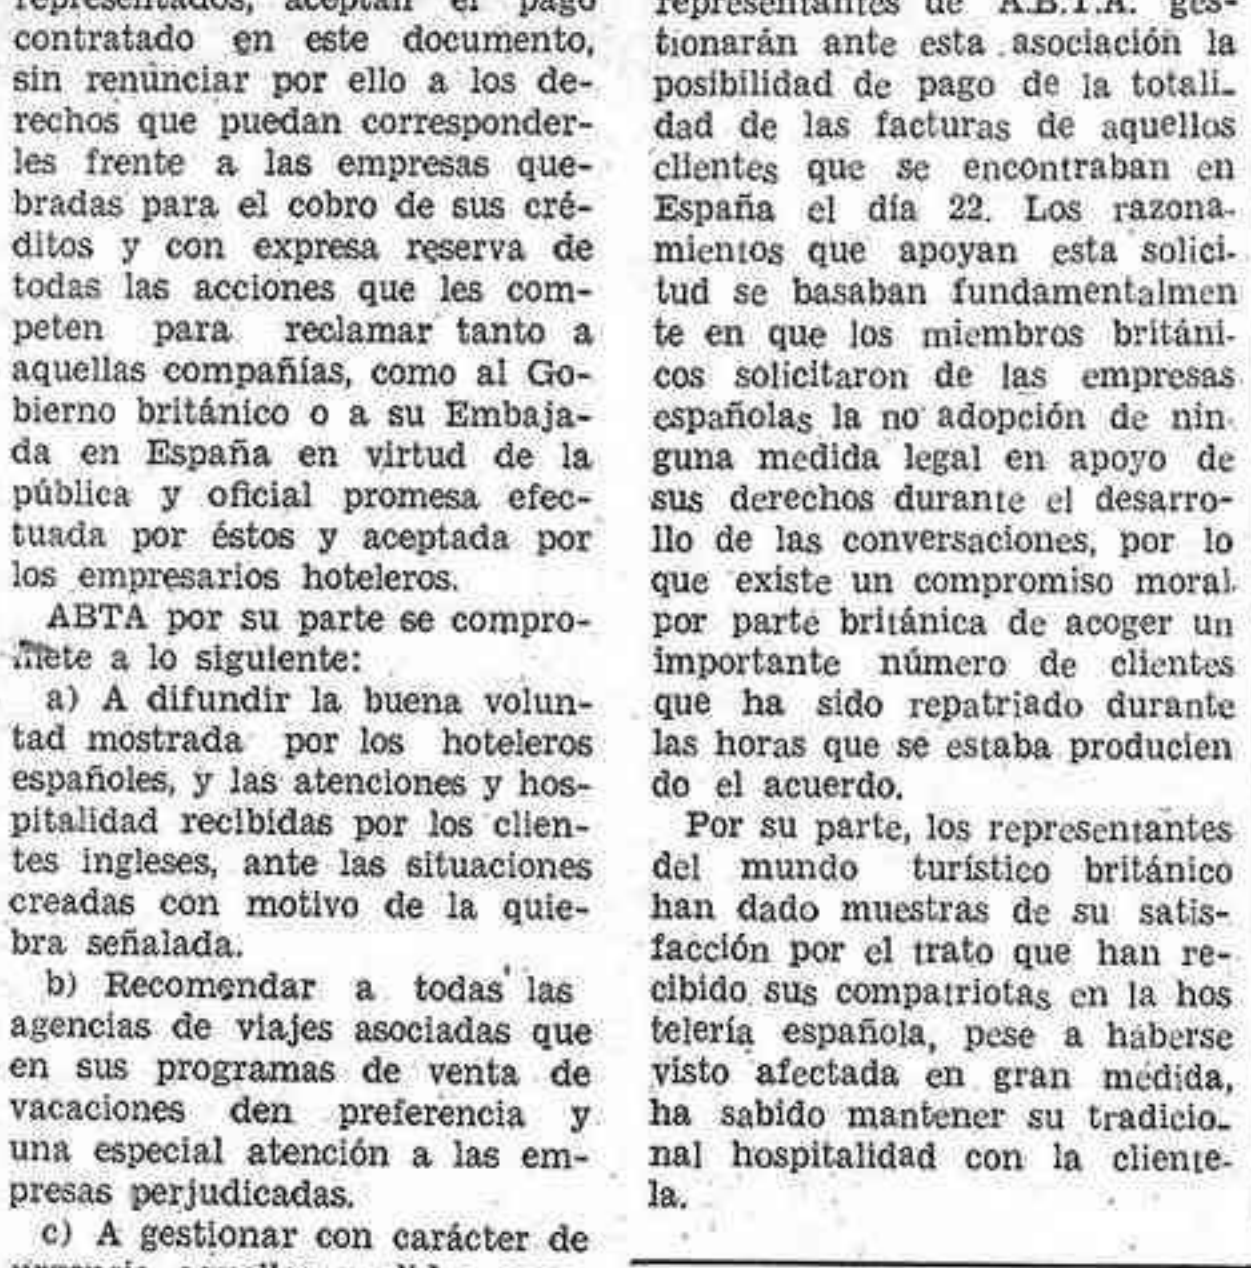 representados, aceptan el pago
contratado en este documento,
sin renunciar por ello a los de-
rechos que puedan corresponder-
les frente a las empresas que-
bradas para el cobro de sus cré-
ditos y con expresa reserva de
todas las acciones que les com-
peten para reclamar tanto a
aquellas compañías, como al Go-
bierno británico o a su Embaja-
da en España en virtud de la
pública y oficial promesa efec-
tuada por éstos y aceptada por
los empresarios hoteleros.
ABTA por su parte se compro-
mete a lo siguiente:
a) A difundir la buena volun-
tad mostrada por los hoteleros
españoles, y las atenciones y hos-
pitalidad recibidas por los clien-
tes ingleses, ante las situaciones
creadas con motivo de la quie-
bra señalada.
b) Recomendar a todas las
agencias de viajes asociadas que
en sus programas de venta de
vacaciones den preferencia y
una especial atención a las em-
presas perjudicadas.
c) A gestionar con carácter de
representantes de A.B.T.A. ges-
tionarán ante esta asociación la
posibilidad de pago de la totali-
dad de las facturas de aquellos
clientes que se encontraban en
España el día 22. Los razona-
mientos que apoyan esta solici-
tud se basaban fundamentalmen
te en que los miembros británi-
cos solicitaron de las empresas
españolas la no adopción de nin-
guna medida legal en apoyo de
sus derechos durante el desarro-
llo de las conversaciones, por lo
que existe un compromiso moral
por parte británica de acoger un
importante número de clientes
que ha sido repatriado durante
las horas que se estaba producien
do el acuerdo.
Por su parte, los representantes
del mundo turístico británico
han dado muestras de su satis-
facción por el trato que han re-
cibido sus compatriotas en la hos
telería española, pese a haberse
visto afectada en gran medida,
ha sabido mantener su tradicio-
nal hospitalidad con la cliente-
la.